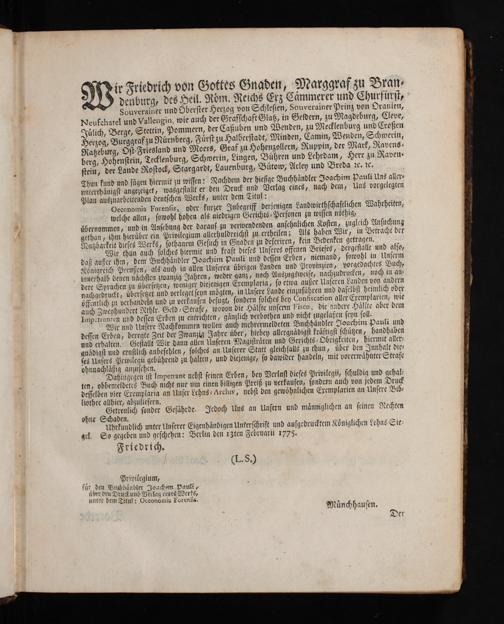 Wir Friedrich von Gottes Gnaden, Marggraf zu Bran-
denburg, des Heil. Röm. Reichs Erz Cämmerer und Churfürst,
Souverainer und Oberster Herzog von Schlesien, Souverainer Prinz von Oranien,
Neufchatel und Vallengin, wie auch der Grafschaft Glatz, in Geldern, zu Magdeburg, Cleve,
Jülich, Berge, Stettin, Pommern, der Cassuben und Wenden, zu Mecklenburg und Crossen
Herzog, Burggraf zu Nürnberg, Fürst zu Halberstadt, Minden, Camin, Wenden, Schwerin,
Ratzeburg, Ost-Friesland und Moers, Graf zu Hohenzollern, Ruppin, der Mark, Ravens-
berg, Hohenstein, Tecklenburg, Schwerin, Lingen, Bühren und Lehrdam, Herr zu Raven-
stein, der Lande Rostock, Stargardt, Lauenburg, Bütow, Arley und Breda ꝛc. ꝛc.
Thun kund und fügen hiermit zu wissen: Nachdem der hiesige Buchhändler Joachim Pauli Uns aller-
unterthänigst angezeiget, wasgestalt er den Druck und Verlag eines, nach dem, Uns vorgelegten
Plan auszuarbeitenden deutschen Werks, unter dem Titul:
Oeconomia Forensis, oder kurzer Inbegriff derjenigen Landwirthschaftlichen Wahrheiten,
welche allen, sowohl hohen als niedrigen Gerichts-Personen zu wissen nöthig,
übernommen, und in Ansehung der daran zu verwendenden ansehnlichen Kosten, zugleich Ansuchung
gethan, ihm hierüber ein Privilegium allerhuldreichst zu ertheilen; Als haben Wir, in Betracht der
Nutzbarkeit dieses Werks, sothanem Gesuch in Gnaden zu deferiren, kein Bedenken getragen.
Wir thun auch solches hiermit und kraft dieses Unseres offenen Briefes, dergestalt und also,
daß ausser ihm, dem Buchhändler Joachim Pauli und dessen Erben, niemand, sowohl in Unserm
Königreich Preussen, als auch in allen Unsern übrigen Landen und Provinzen, vorgedachtes Buch,
innerhalb denen nächsten zwanzig Jahren, weder ganz, noch Auszugsweise, nachzudrucken, noch in an-
dere Sprachen zu übersetzen, weniger diejenigen Exemplaria, so etwa ausser Unseren Landen von andern
nachgedruckt, übersetzt und verleget seyn mögten, in Unsere Lande einzuführen und daselbst heimlich oder
öffentlich zu verhandeln und zu verkaufen befugt, sondern solches bey Confiscation aller Exemplarien, wie
auch Zweyhundert Rthlr. Geld-Strafe, wovon die Hälfte unserm Fisco, die andere Hälfte aber dem
Impetranten und dessen Erben zu entrichten, gänzlich verbothen und nicht zugelassen seyn soll.
Wir und Unsere Nachkommen wollen auch mehrermeldeten Buchhändler Joachim Pauli und
dessen Erben, beregte Zeit der Zwanzig Jahre über, hiebey allergnädigst kräftigst schützen, handhaben
und erhalten. Gestalt Wir dann allen Unseren Magisträten und Gerichts-Obrigkeiten, hiermit aller-
gnädigst und ernstlich anbefehlen, solches an Unserer Statt gleichfalls zu thun, über den Innhalt die-
ses Unseres Privilegii gebührend zu halten, und diejenige, so dawider handeln, mit vorerwähnter Strafe
ohnnachläßig anzusehen.
Dahingegen ist Impetrant nebst seinen Erben, bey Verlust dieses Privilegii, schuldig und gehal-
ten, obbemeldetes Buch nicht nur um einen billigen Preiß zu verkaufen, sondern auch von jedem Druck
desselben vier Exemplaria an Unser Lehns-Archiv, nebst den gewöhnlichen Exemplarien an Unsere Bib-
liothec allhier, abzuliefern.
Getreulich sonder Gefährde. Jedoch Uns an Unsern und männiglichen an seinen Rechten
ohne Schaden.
Uhrkundlich unter Unserer Eigenhändigen Unterschrift und aufgedrucktem Königlichen Lehns-Sie-
gel. So gegeben und geschehen: Berlin den 13ten Februarii 1775.
Friedrich.
(L.S.)
Privilegium,
für den Buchhändler Joachim Pauli,
über den Druck und Verlag eines Werks,
unter dem Titul: Oeconomia Forensis.
Münchhausen.
Der